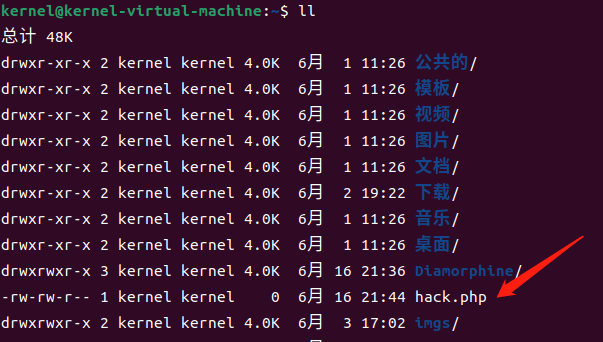 kernel@kernel-virtual-machine:~$ ll
总计 48K
drwxr-xr-x 2 kernel kernel 4.0K  6月   1 11:26 公共的/
drwxr-xr-x 2 kernel kernel 4.0K  6月   1 11:26 模板/
drwxr-xr-x 2 kernel kernel 4.0K  6月   1 11:26 视频/
drwxr-xr-x 2 kernel kernel 4.0K  6月   1 11:26 图片/
drwxr-xr-x 2 kernel kernel 4.0K  6月   1 11:26 文档/
drwxr-xr-x 2 kernel kernel 4.0K  6月   2 19:22 下载/
drwxr-xr-x 2 kernel kernel 4.0K  6月   1 11:26 音乐/
drwxr-xr-x 2 kernel kernel 4.0K  6月   1 11:26 桌面/
drwxrwxr-x 3 kernel kernel 4.0K  6月  16 21:36 Diamorphine/
-rw-rw-r-- 1 kernel kernel    0  6月  16 21:44 hack.php
drwxrwxr-x 2 kernel kernel 4.0K  6月   3 17:02 imgs/